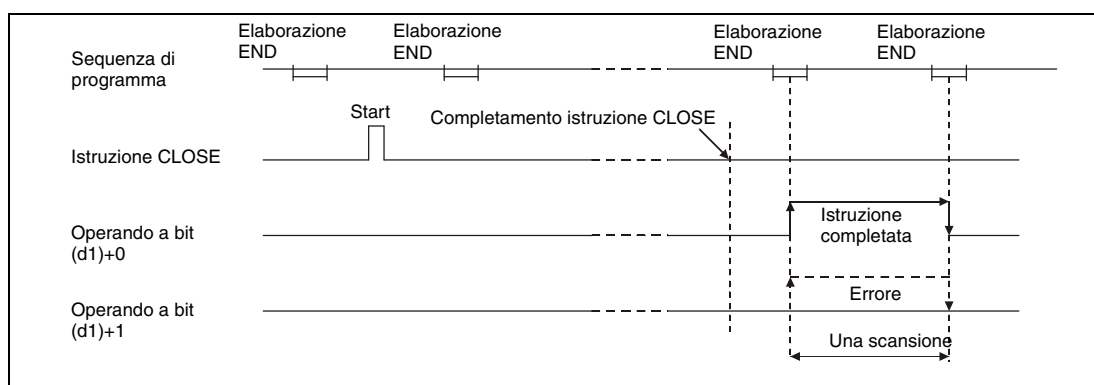 Elaborazione
END
Elaborazione
END
Elaborazione
END
Elaborazione
END
Sequenza di
programma
Start
Completamento istruzione CLOSE
Istruzione CLOSE
Operando a bit
(d1)+0
Istruzione
completata
Errore
Operando a bit
(d1)+1
Una scansione